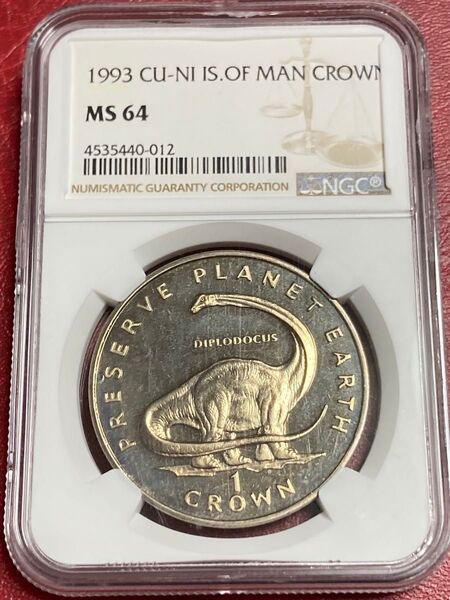 1993 CU-NI IS.OF MAN CROWN
MS 64
4535440-012
NUMISMATIC GUARANTY CORPORATION
NGC®
PRESERVE PLANET EARTH
DIPLODOCUS
1
CROWN